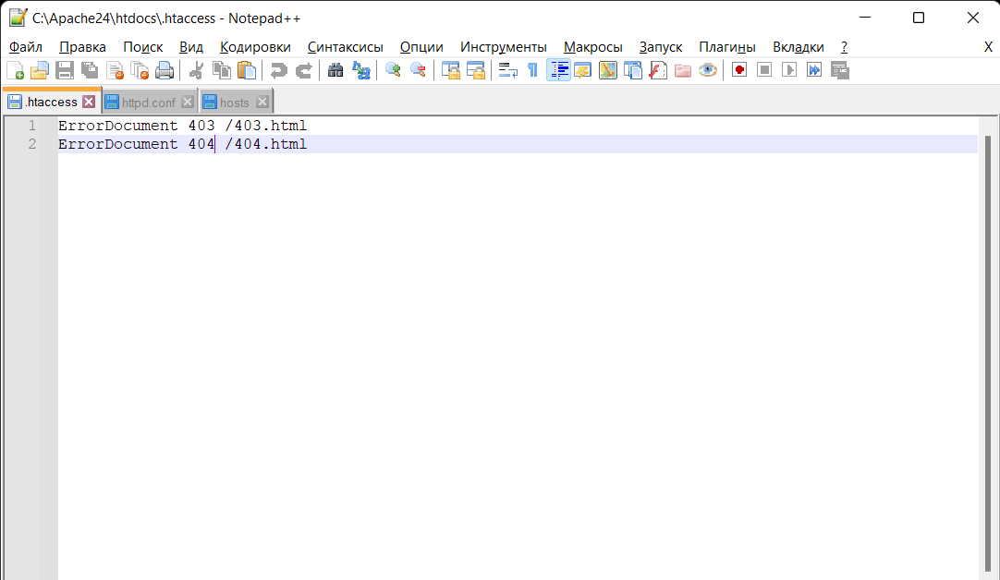 C:\Apache24\htdocs\.htaccess - Notepad++
Файл Правка Поиск Вид Кодировки Синтаксисы Опции Инструменты Макросы Запуск Плагины Вкладки ? X
.htaccess httpd.conf hosts
1 ErrorDocument 403 /403.html
2 ErrorDocument 404 /404.html